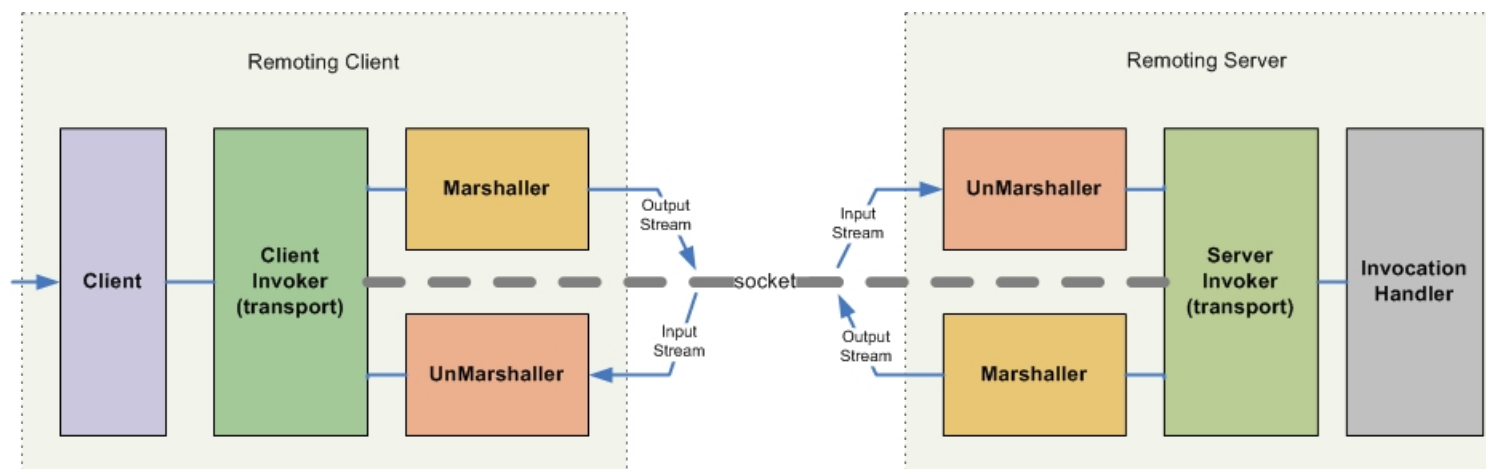 Remoting Client
Remoting Server
Client
Client
Invoker
(transport)
Marshaller
UnMarshaller
Output
Stream
Input
Stream
socket
Input
Stream
Output
Stream
UnMarshaller
Marshaller
Server
Invoker
(transport)
Invocation
Handler